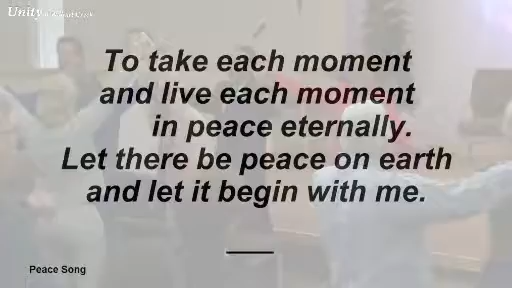 Unity
To take each moment
and live each moment
in peace eternally.
Let there be peace on earth
and let it begin with me.
Peace Song